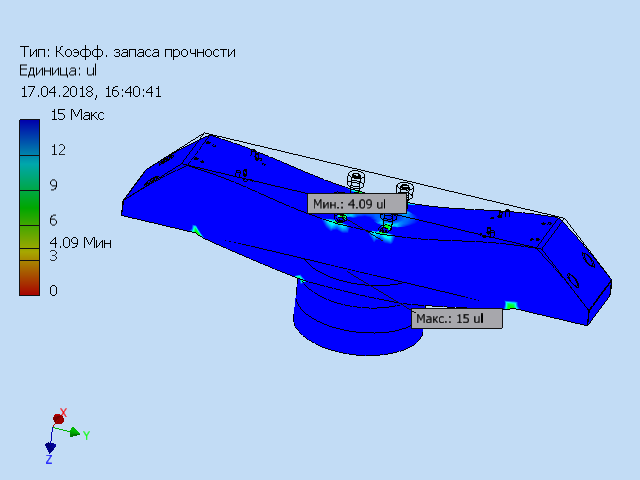 Тип: Коэфф. запаса прочности
Единица: ul
17.04.2018, 16:40:41
15 Макс
12
9
6
4.09 Мин
3
0
Мин.: 4.09 ul
Макс.: 15 ul
X
Y
Z